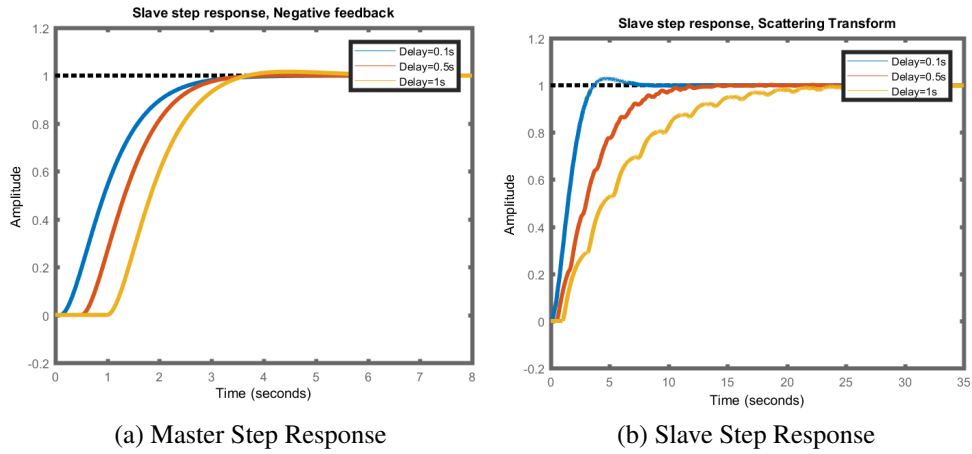 Slave step response, Negative feedback
1.2
1
0.8
0.6
0.4
0.2
0
-0.2
Amplitude
Delay=0.1s
Delay=0.5s
Delay=1s
0 1 2 3 4 5 6 7 8
Time (seconds)
(a) Master Step Response
Slave step response, Scattering Transform
1.2
1
0.8
0.6
0.4
0.2
0
-0.2
Amplitude
Delay=0.1s
Delay=0.5s
Delay=1s
0 5 10 15 20 25 30 35
Time (seconds)
(b) Slave Step Response